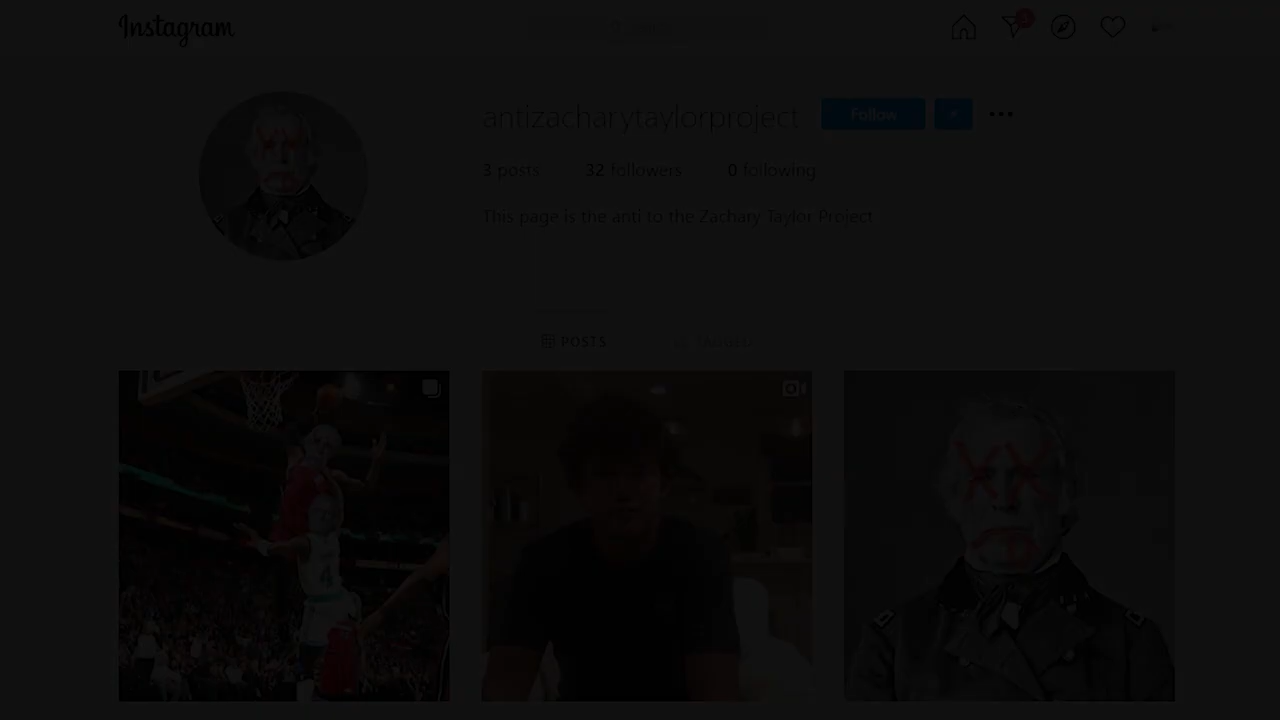 Instagram
antizacharytaylorproject Follow
3 posts 32 followers 0 following
This page is the anti to the Zachary Taylor Project
POSTS TAGGED
4